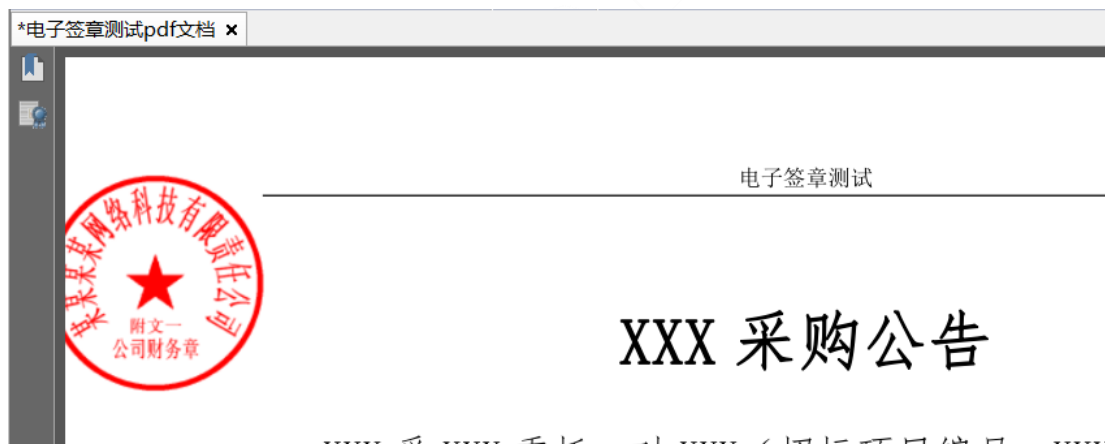 *电子签章测试pdf文档 ×
电子签章测试
某某某某网络科技有限责任公司
附文一
公司财务章
XXX 采购公告